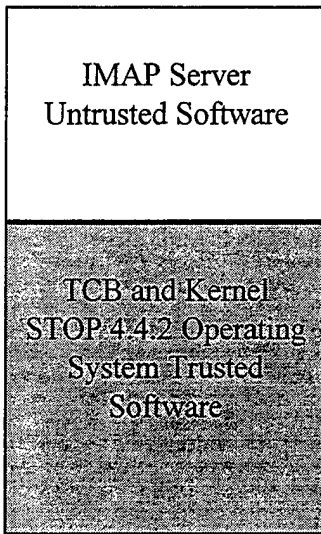 IMAP Server
Untrusted Software
TCB and Kernel
STOP 4.4.2 Operating
System Trusted
Software